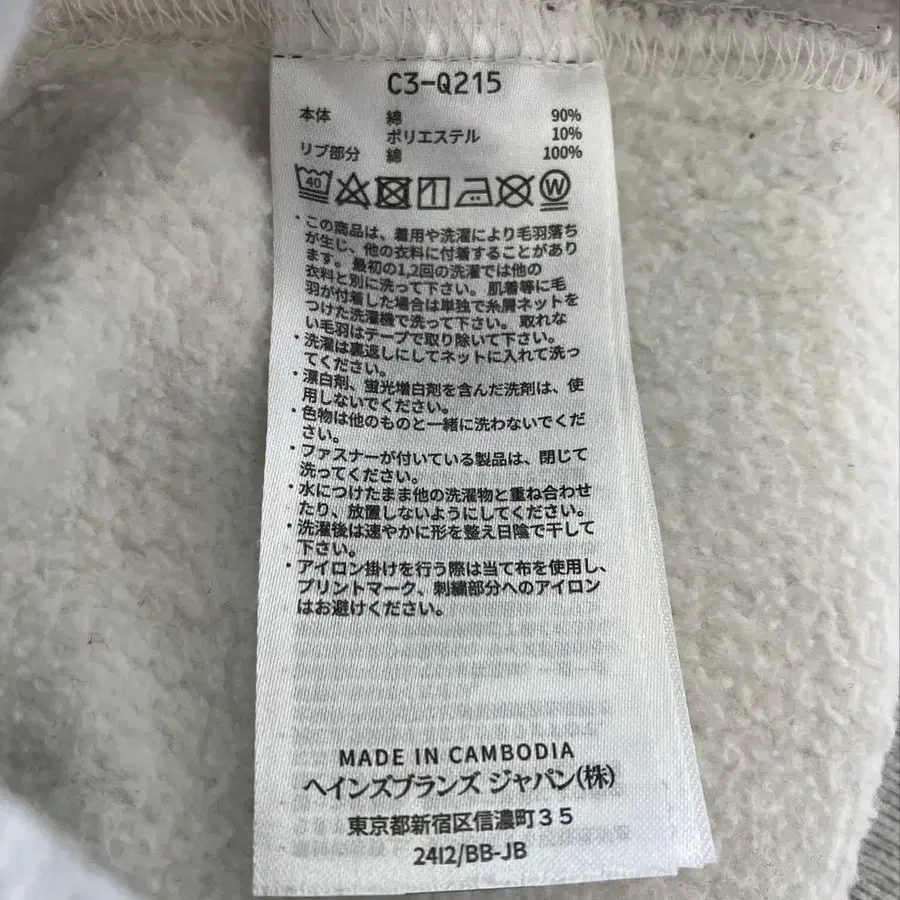 C3-Q215
本体 綿 90%
ポリエステル 10%
リブ部分 綿 100%
40
W
・この商品は、着用や洗濯により毛羽落ち
が生じ、他の衣料に付着することがあり
ます。最初の1,2回の洗濯では他の
衣料と別に洗って下さい。肌着等に毛
羽が付着した場合は単独で糸屑ネットを
つけた洗濯機で洗って下さい。取れな
い毛羽はテープで取り除いて下さい。
・洗濯は裏返しにしてネットに入れて洗っ
てください。
・漂白剤、蛍光増白剤を含んだ洗剤は、使
用しないでください。
・色物は他のものと一緒に洗わないでくだ
さい。
・ファスナーが付いている製品は、閉じて
洗ってください。
・水につけたまま他の洗濯物と重ね合わせ
たり、放置しないようにしてください。
・洗濯後は速やかに形を整え日陰で干して
下さい。
・アイロン掛けを行う際は当て布を使用し、
プリントマーク、刺繍部分へのアイロン
はお避けください。
MADE IN CAMBODIA
ヘインズブランズ ジャパン(株)
東京都新宿区信濃町35
24I2/BB-JB